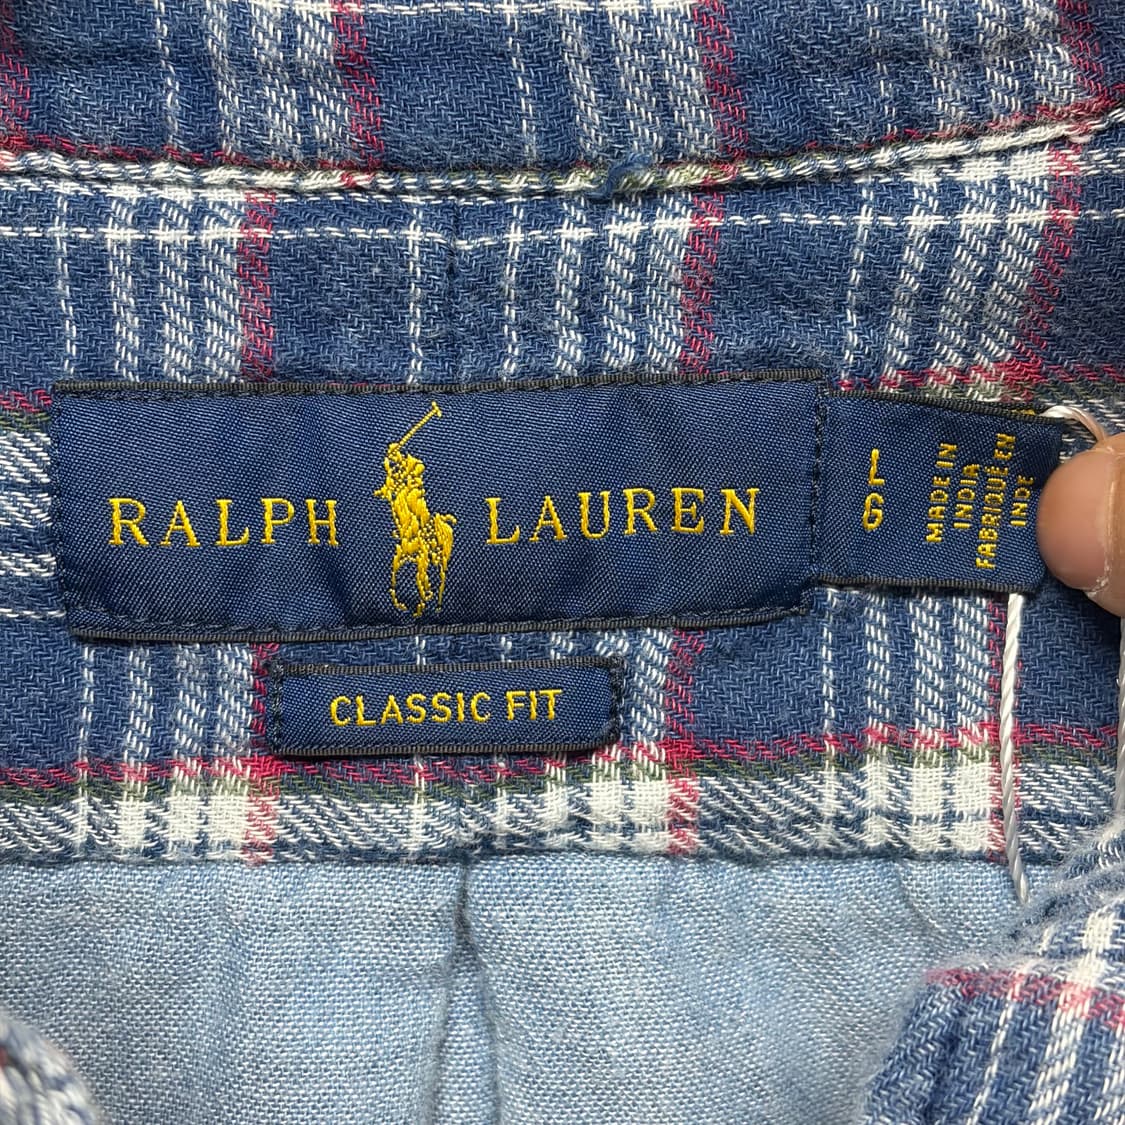 RALPH LAUREN
L
G
MADE IN
INDIA
FABRIQUÉ EN
INDE
CLASSIC FIT